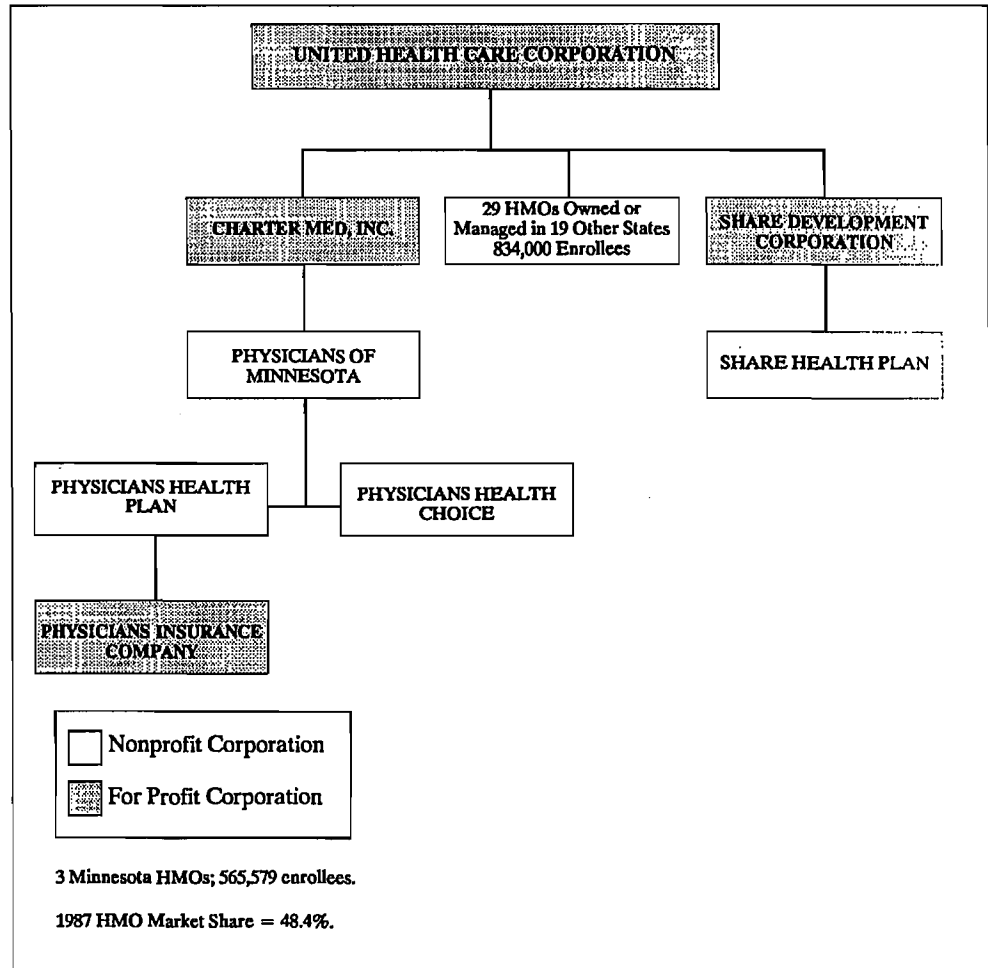 UNITED HEALTH CARE CORPORATION
CHARTER MED, INC.
29 HMOs Owned or
Managed in 19 Other States
834,000 Enrollees
SHARE DEVELOPMENT
CORPORATION
PHYSICIANS OF
MINNESOTA
SHARE HEALTH PLAN
PHYSICIANS HEALTH
PLAN
PHYSICIANS HEALTH
CHOICE
PHYSICIANS INSURANCE
COMPANY
Nonprofit Corporation
For Profit Corporation
3 Minnesota HMOs; 565,579 enrollees.
1987 HMO Market Share = 48.4%.